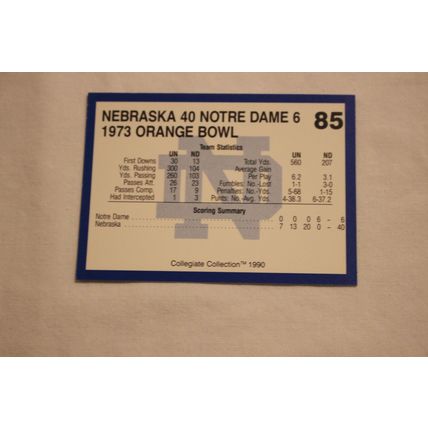 NEBRASKA 40 NOTRE DAME 6 85
1973 ORANGE BOWL
Team Statistics
UN ND UN ND
First Downs 30 13 Total Yds. 560 207
Yds. Rushing 300 104 Average Gain
Yds. Passing 260 103 Per Play 6.2 3.1
Passes Att. 26 23 Fumbles: No.-Lost 1-1 3-0
Passes Comp. 17 9 Penalties: No.-Yds. 5-68 1-15
Had Intercepted 1 3 Punts: No.-Avg. Yds. 4-38.3 6-37.2
Scoring Summary
Notre Dame 0 0 0 6 - 6
Nebraska 7 13 20 0 - 40
Collegiate Collection™ 1990